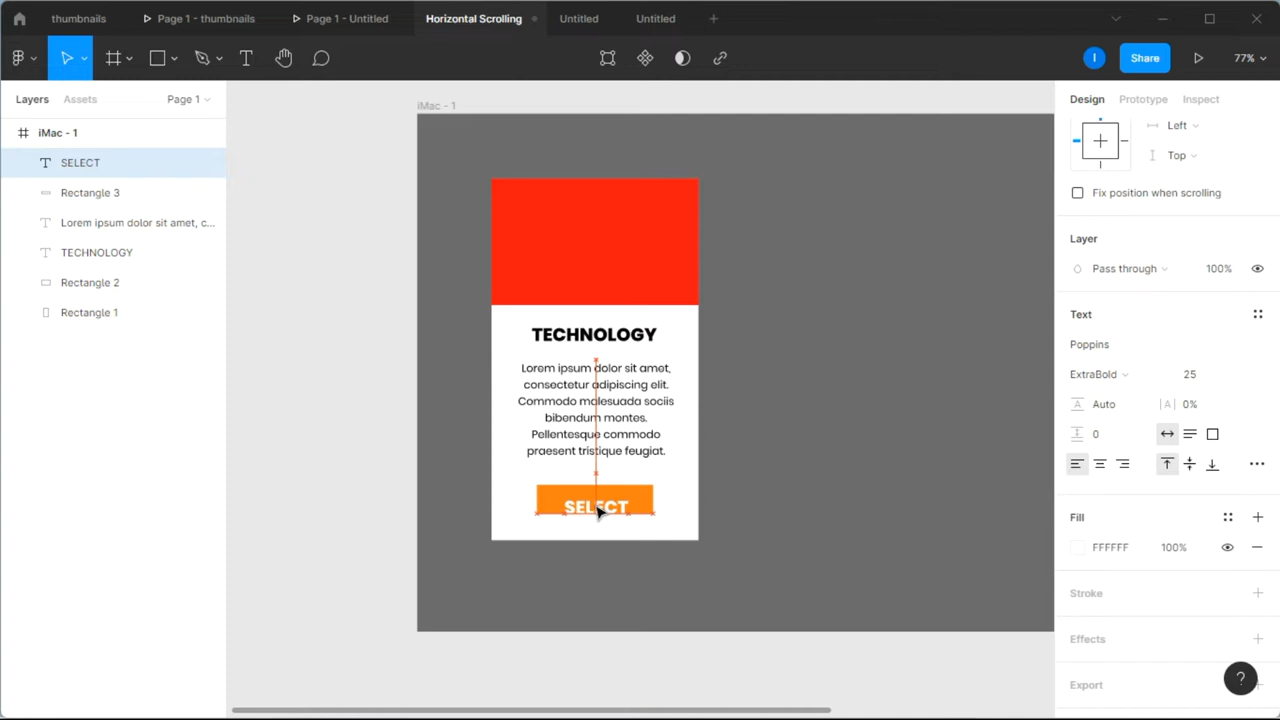 thumbnails
Page 1 - thumbnails
Page 1 - Untitled
Horizontal Scrolling
Untitled
Untitled
I
Share
77%
Layers
Assets
Page 1
iMac - 1
SELECT
Rectangle 3
Lorem ipsum dolor sit amet, c...
TECHNOLOGY
Rectangle 2
Rectangle 1
iMac - 1
TECHNOLOGY
Lorem ipsum dolor sit amet,
consectetur adipiscing elit.
Commodo malesuada sociis
bibendum montes.
Pellentesque commodo
praesent tristique feugiat.
SELECT
Design
Prototype
Inspect
Left
Top
Fix position when scrolling
Layer
Pass through
100%
Text
Poppins
ExtraBold
25
A
Auto
|A|
0%
0
Fill
FFFFFF
100%
Stroke
Effects
Export
?